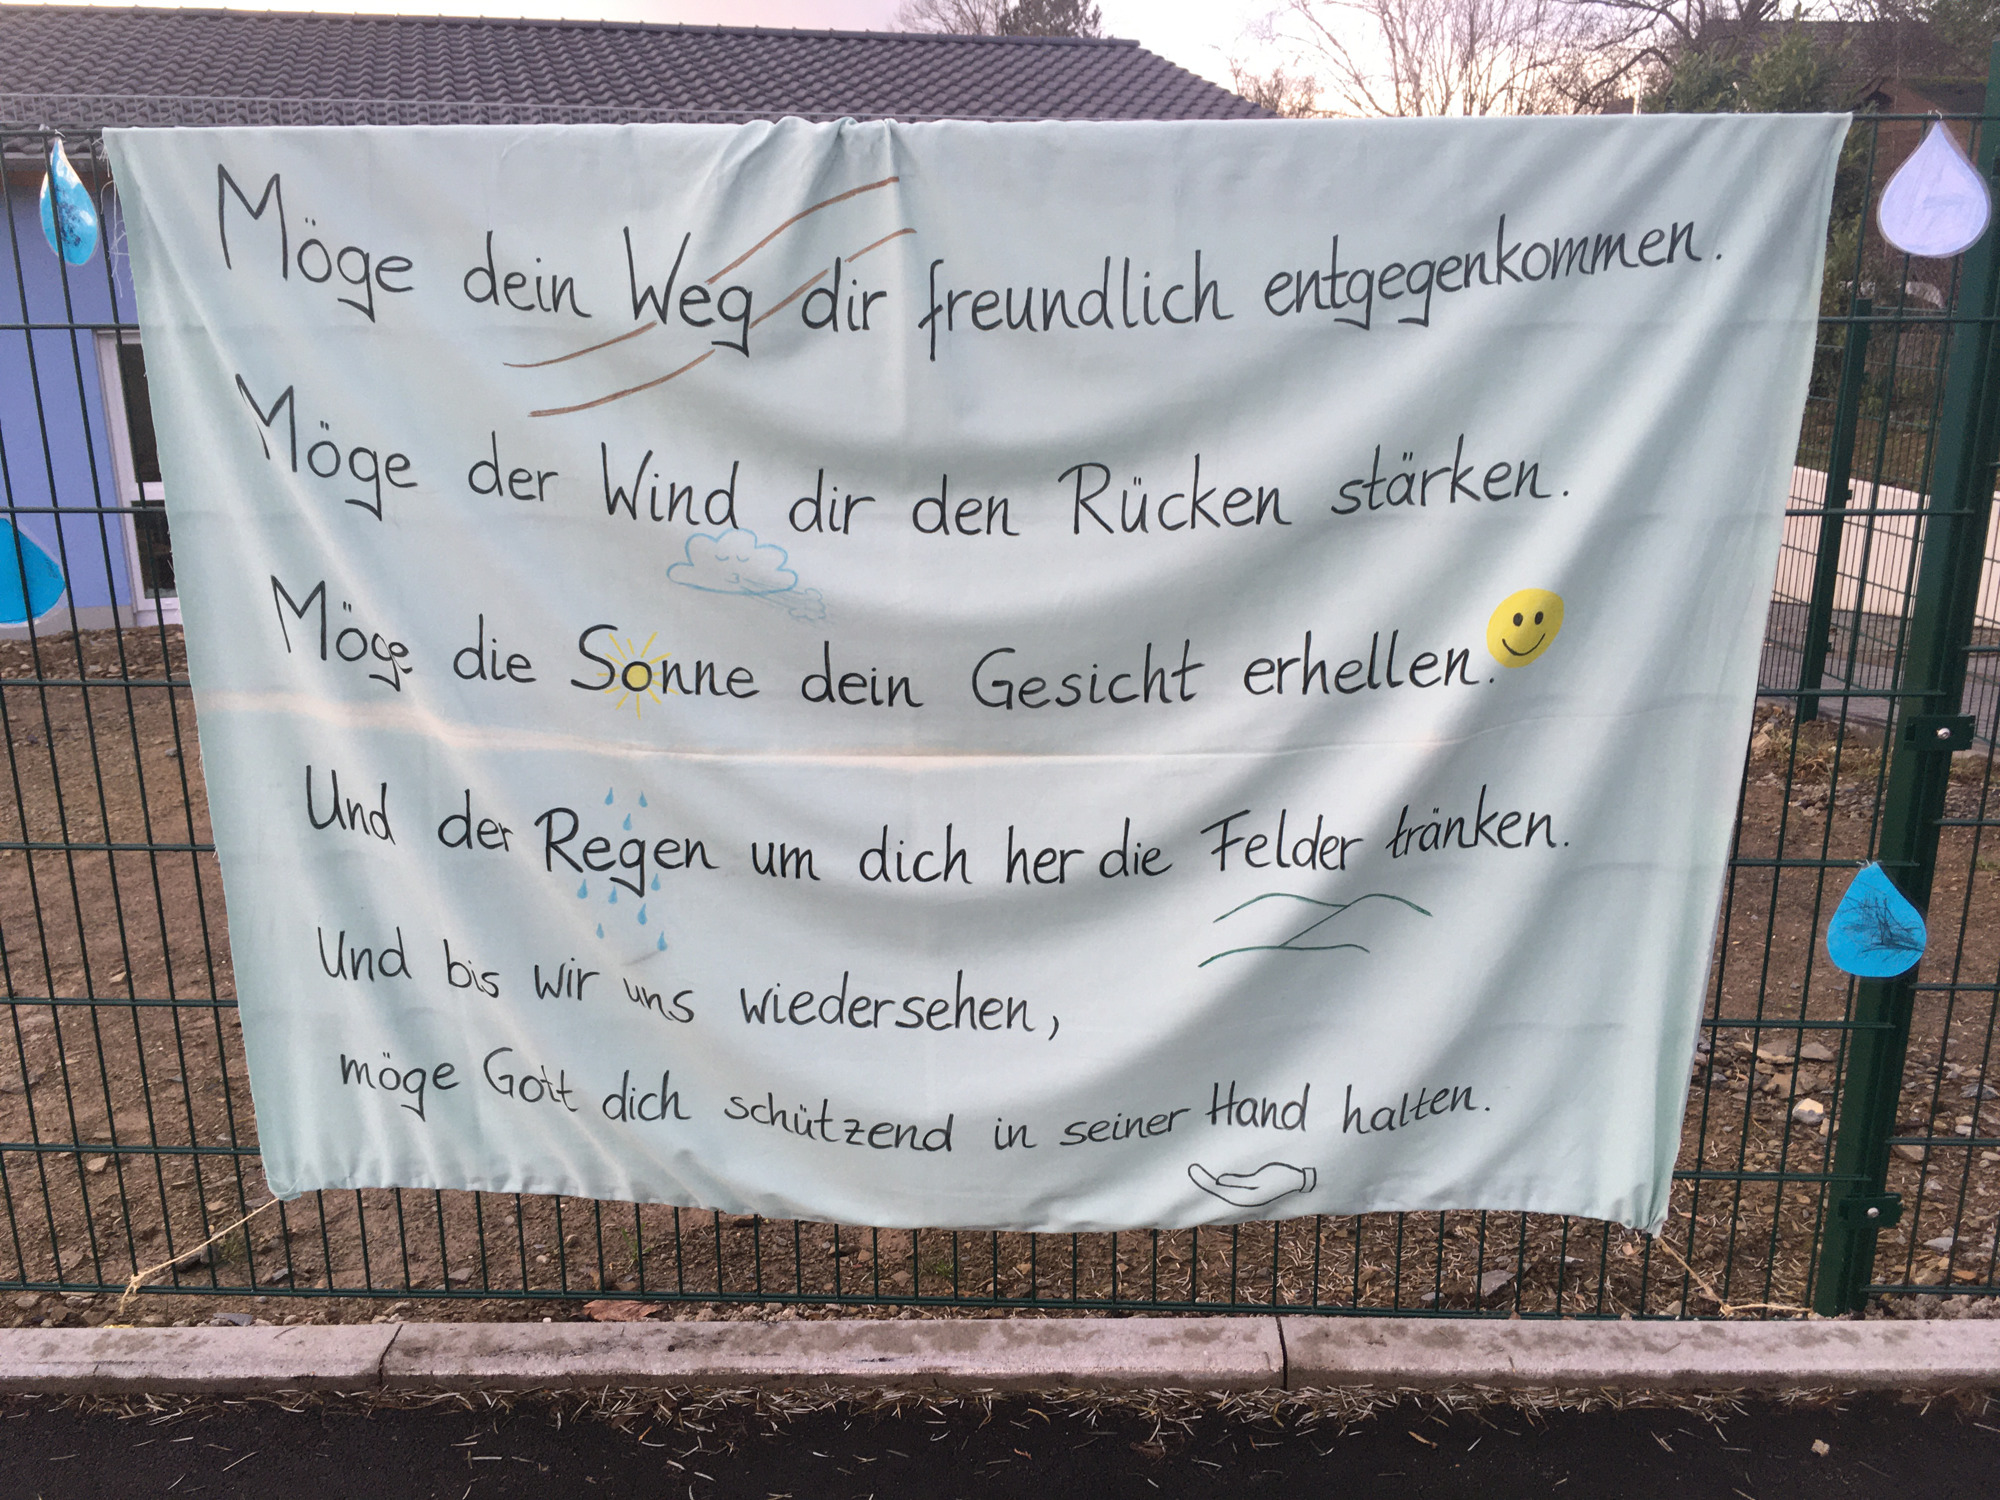 Möge dein Weg dir freundlich entgegenkommen.
Möge der Wind dir den Rücken stärken.
Möge die Sonne dein Gesicht erhellen.
Und der Regen um dich her die Felder tränken.
Und bis wir uns wiedersehen,
möge Gott dich schützend in seiner Hand halten.